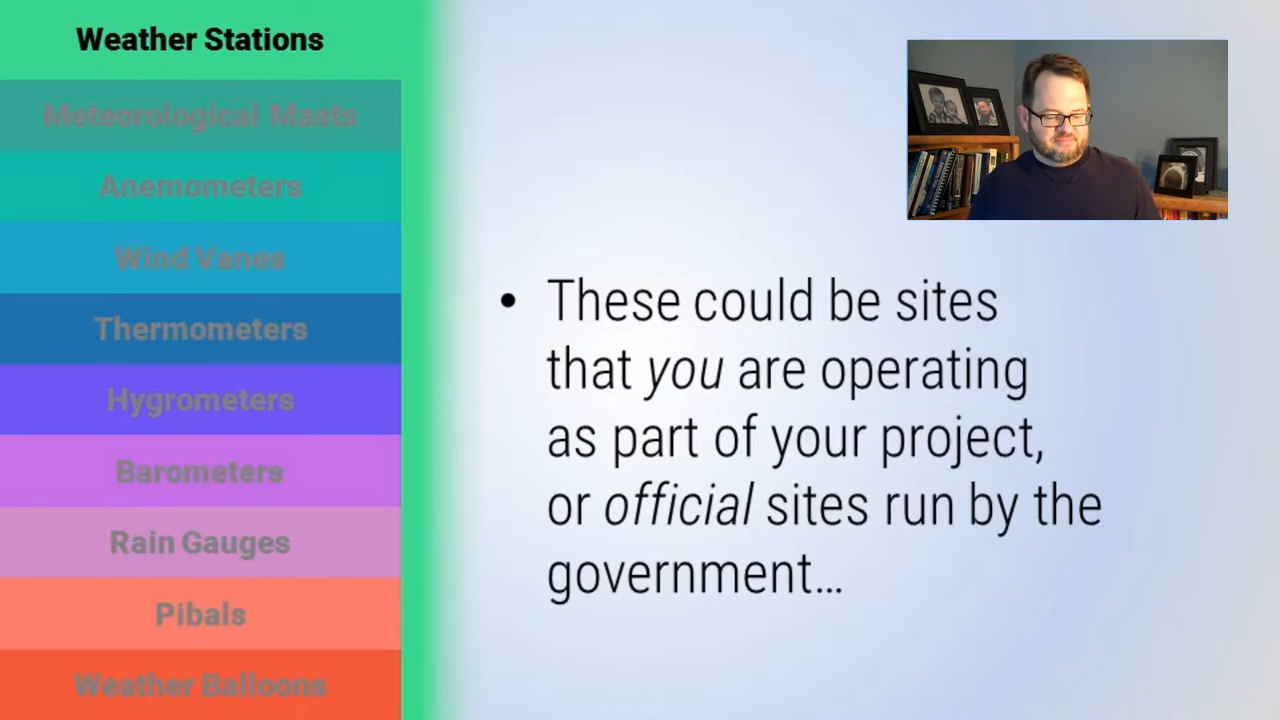 Weather Stations
Meteorological Masts
Anemometers
Wind Vanes
Thermometers
Hygrometers
Barometers
Rain Gauges
Pibals
Weather Balloons
• These could be sites
that you are operating
as part of your project,
or official sites run by the
government…